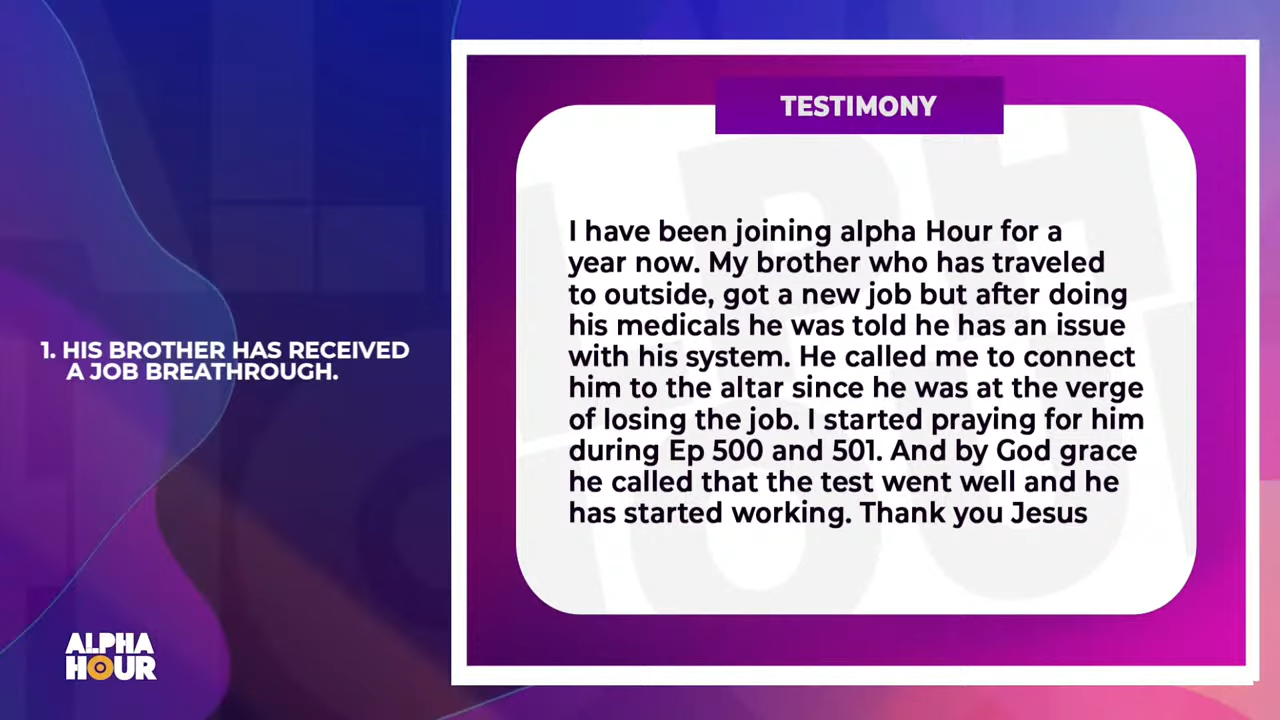 TESTIMONY
I have been joining alpha Hour for a
year now. My brother who has traveled
to outside, got a new job but after doing
his medicals he was told he has an issue
with his system. He called me to connect
him to the altar since he was at the verge
of losing the job. I started praying for him
during Ep 500 and 501. And by God grace
he called that the test went well and he
has started working. Thank you Jesus
1. HIS BROTHER HAS RECEIVED
A JOB BREATHROUGH.
ALPHA
HOUR